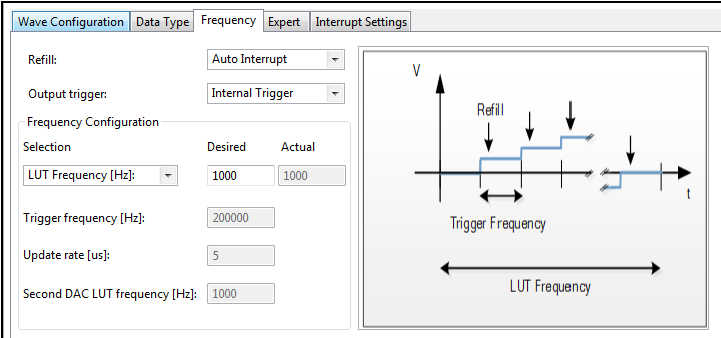 Wave Configuration Data Type Frequency Expert Interrupt Settings
Refill: Auto Interrupt
Output trigger: Internal Trigger
Frequency Configuration
Selection Desired Actual
LUT Frequency [Hz]: 1000 1000
Trigger frequency [Hz]: 200000
Update rate [us]: 5
Second DAC LUT frequency [Hz]: 1000
V
Refill
t
Trigger Frequency
LUT Frequency